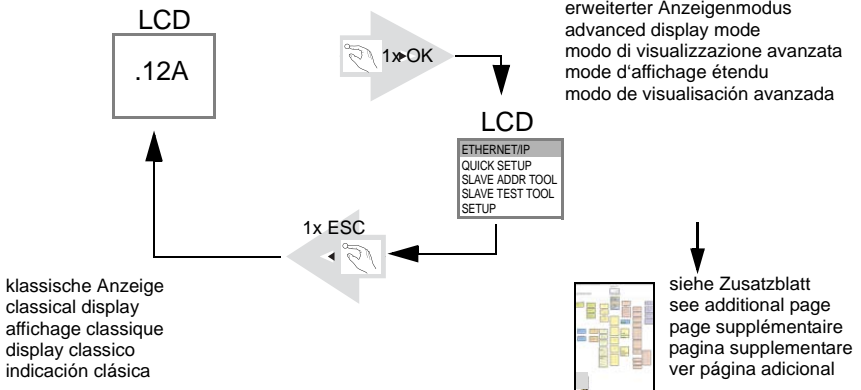 LCD
.12A
1x OK
erweiterter Anzeigenmodus
advanced display mode
modo di visualizzazione avanzata
mode d'affichage étendu
modo de visualisación avanzada
LCD
ETHERNET/IP
QUICK SETUP
SLAVE ADDR TOOL
SLAVE TEST TOOL
SETUP
1x ESC
klassische Anzeige
classical display
affichage classique
display classico
indicación clásica
siehe Zusatzblatt
see additional page
page supplémentaire
pagina supplementare
ver página adicional